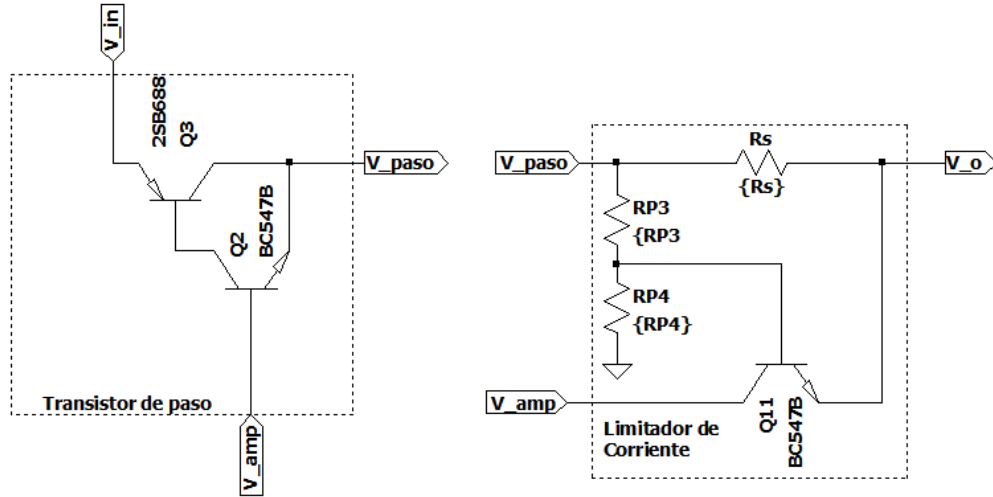 V_in
2SB688
Q3
V_paso
Q2
BC547B
Transistor de paso
V_amp
V_paso
Rs
{Rs}
V_o
RP3
{RP3
RP4
{RP4}
V_amp
Q11
BC547B
Limitador de
Corriente